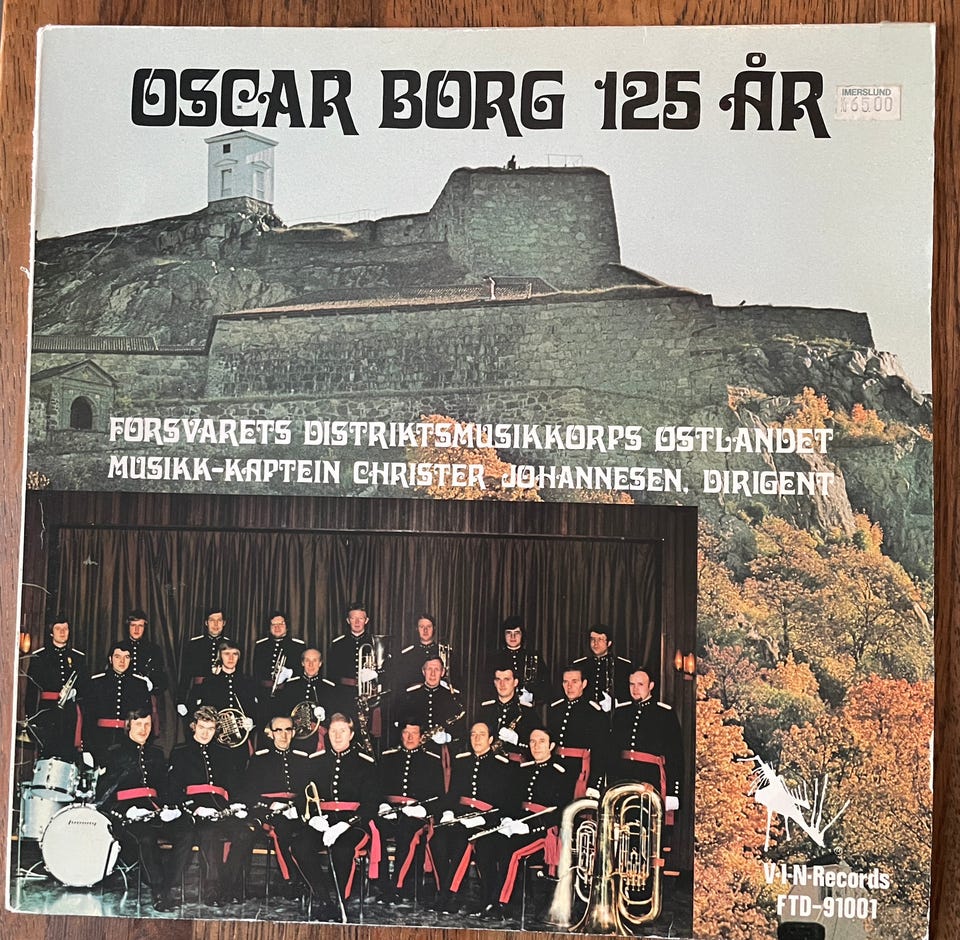 OSCAR BORG 125 ÅR
IMERSLUND
65.00
FORSVARETS DISTRIKTSMUSIKKORPS ØSTLANDET
MUSIKK-KAPTEIN CHRISTER JOHANNESEN, DIRIGENT
V·I·N·Records
FTD-91001